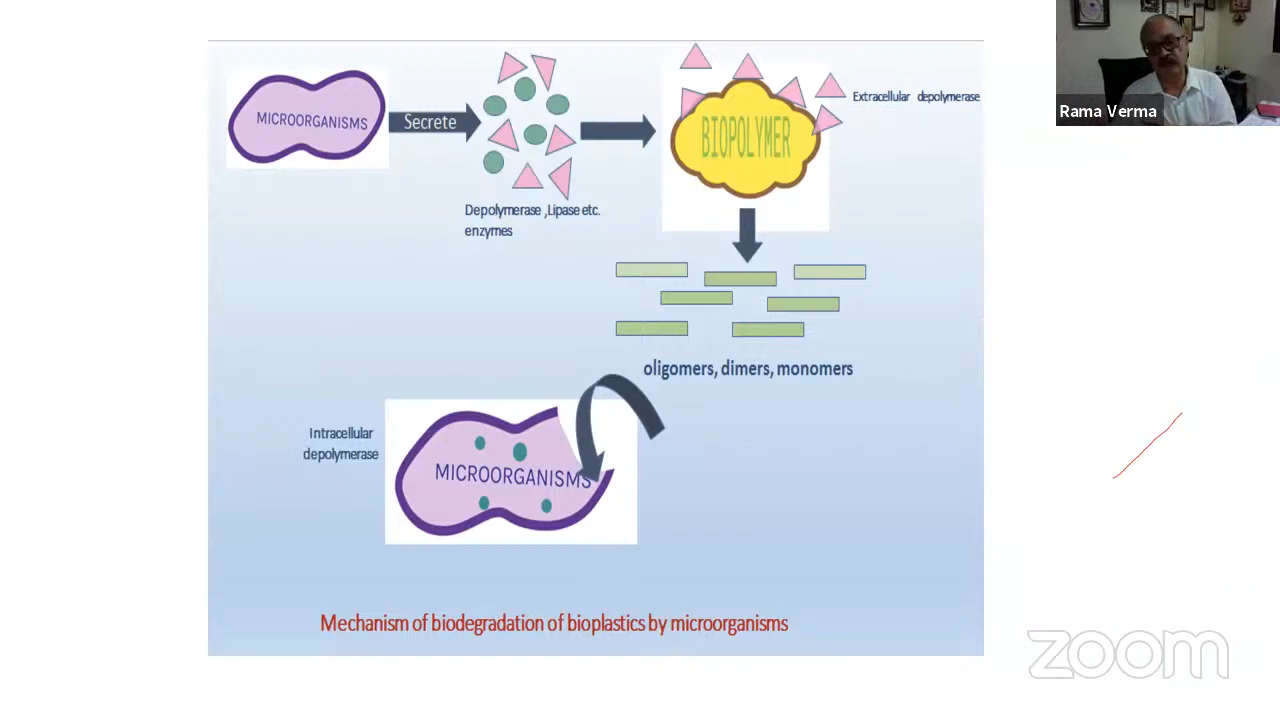 MICROORGANISMS
Secrete
Depolymerase ,Lipase etc.
enzymes
BIOPOLYMER
Extracellular depolymerase
Rama Verma
oligomers, dimers, monomers
Intracellular
depolymerase
MICROORGANISMS
Mechanism of biodegradation of bioplastics by microorganisms
zoom